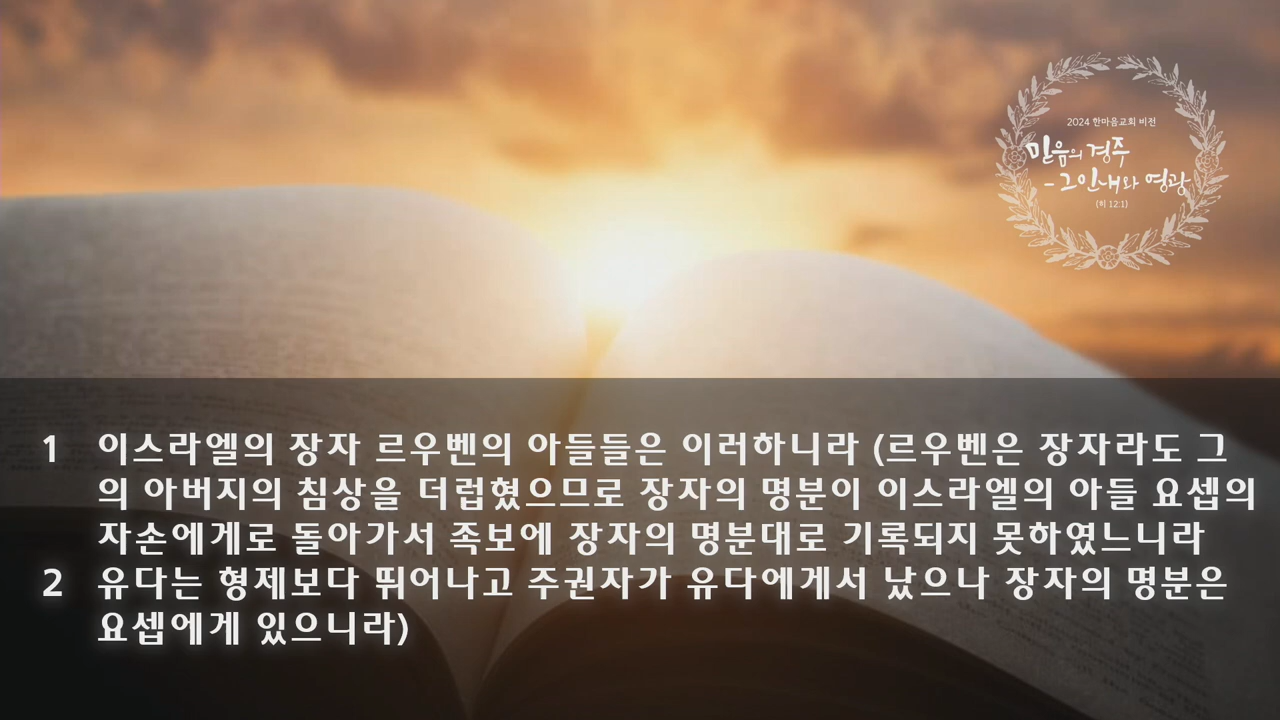 2024 한마음교회 비전
믿음의 경주
- 그 인내와 영광
(히 12:1)
1 이스라엘의 장자 르우벤의 아들들은 이러하니라 (르우벤은 장자라도 그
의 아버지의 침상을 더럽혔으므로 장자의 명분이 이스라엘의 아들 요셉의
자손에게로 돌아가서 족보에 장자의 명분대로 기록되지 못하였느니라
2 유다는 형제보다 뛰어나고 주권자가 유다에게서 났으나 장자의 명분은
요셉에게 있으니라)